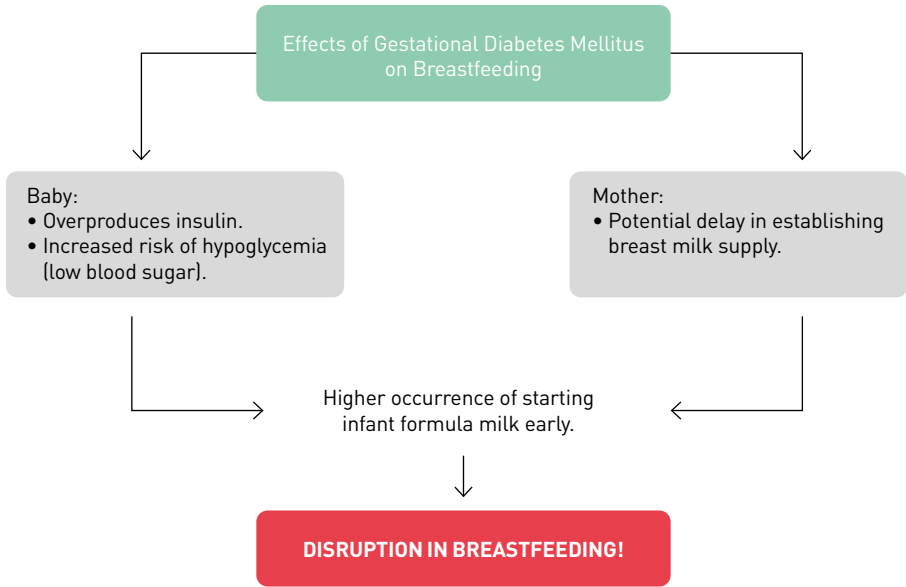 Effects of Gestational Diabetes Mellitus
on Breastfeeding
Baby:
• Overproduces insulin.
• Increased risk of hypoglycemia
(low blood sugar).
Mother:
• Potential delay in establishing
breast milk supply.
Higher occurrence of starting
infant formula milk early.
DISRUPTION IN BREASTFEEDING!